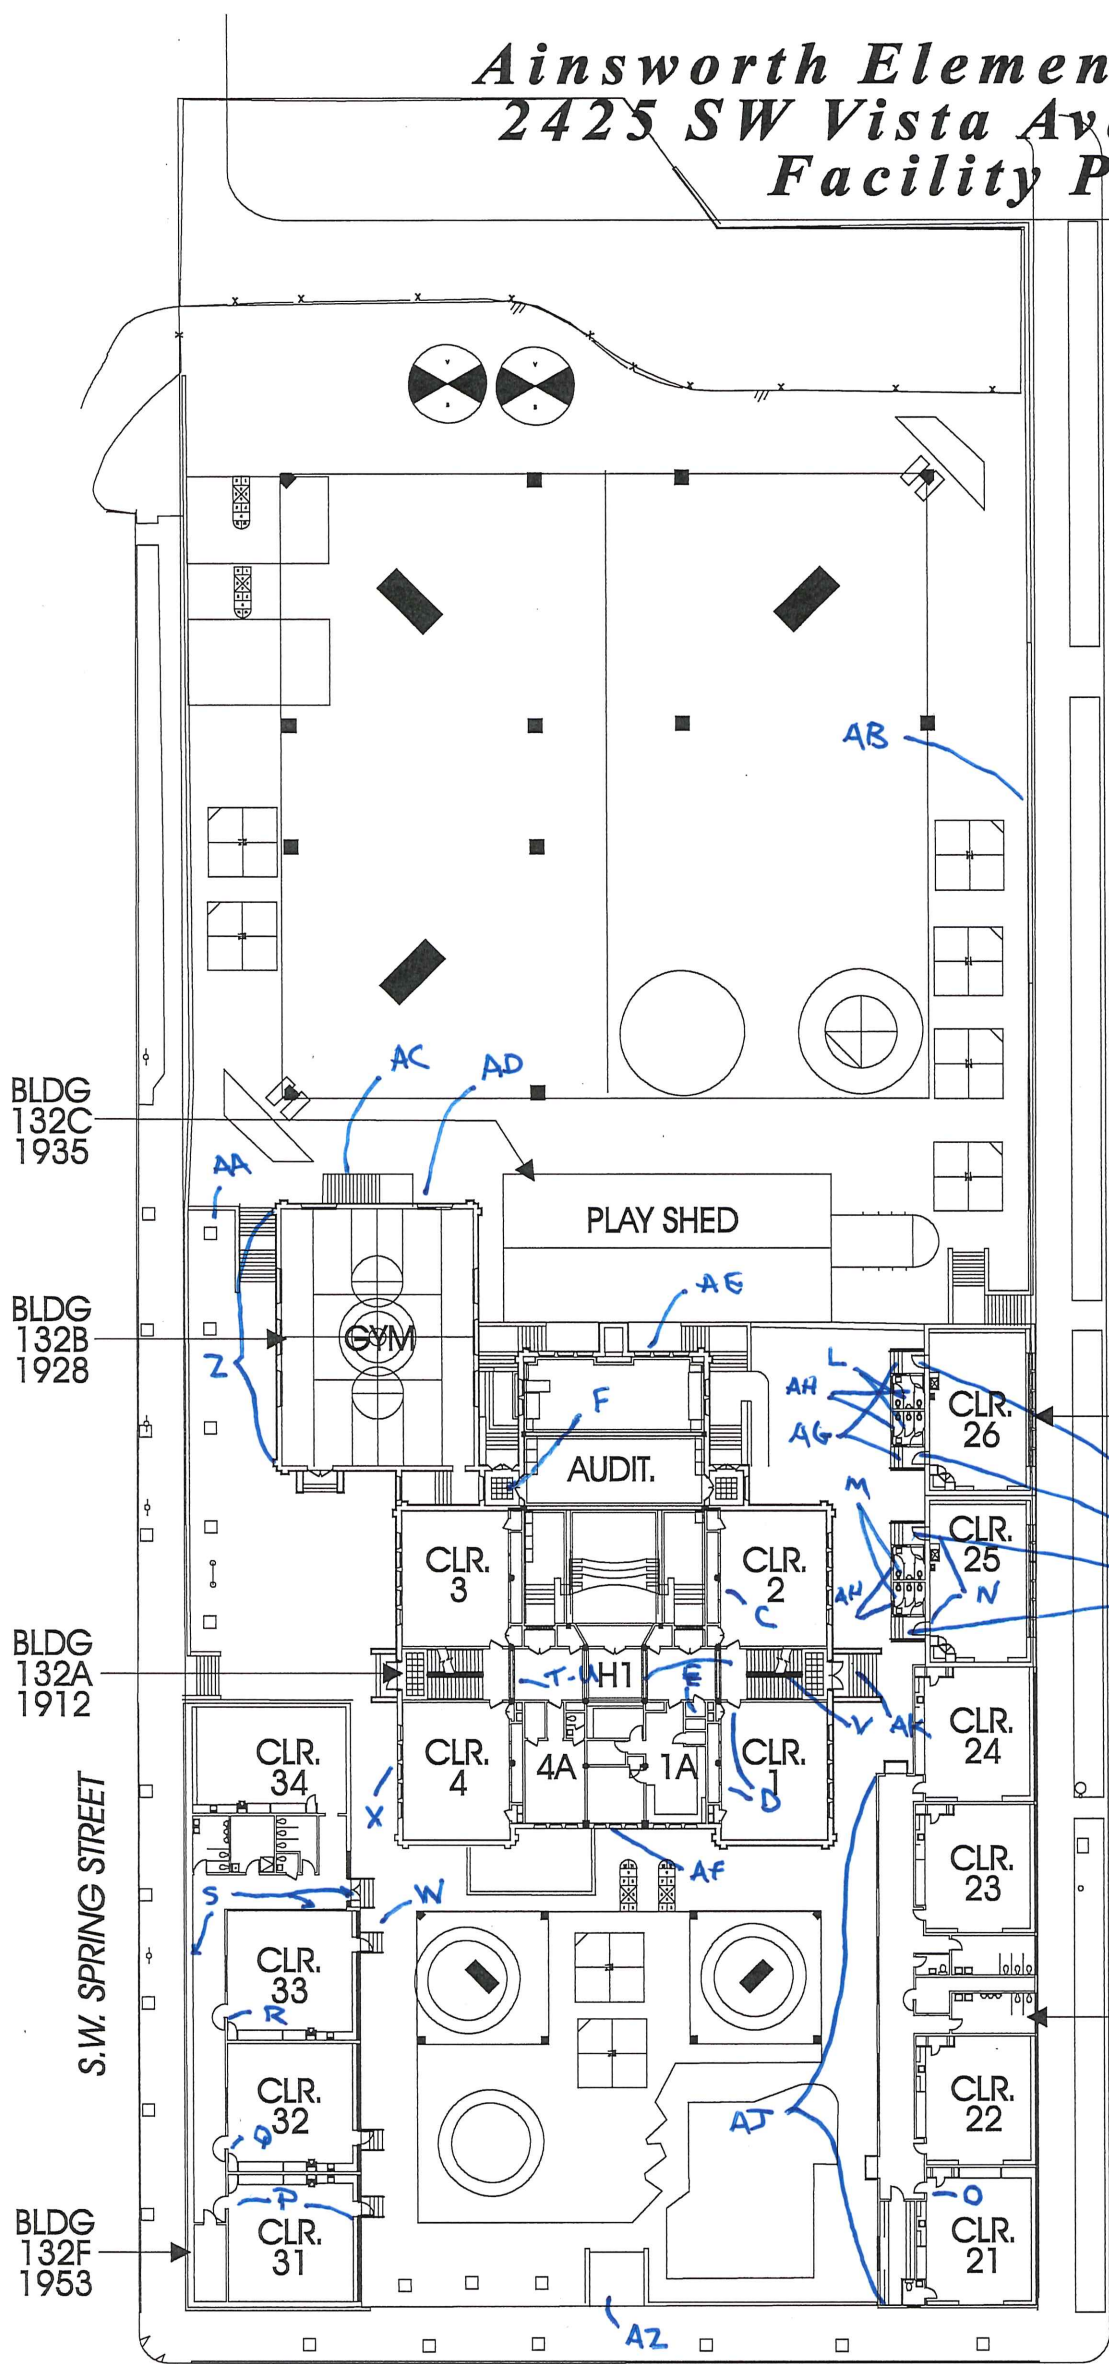 Ainsworth Elemen
2425 SW Vista Av
Facility P
AB
AC
AD
BLDG
132C
1935
AA
PLAY SHED
AE
BLDG
132B
1928
GYM
Z
F
L
AH
AG
CLR.
26
AUDIT.
M
CLR.
3
CLR.
2
C
AH
CLR.
25
N
BLDG
132A
1912
T-U
H1
E
V
AK
CLR.
24
CLR.
34
CLR.
4
4A
1A
CLR.
1
D
X
AF
S.W. SPRING STREET
S
W
CLR.
23
CLR.
33
R
CLR.
32
Q
AJ
CLR.
22
P
O
CLR.
31
CLR.
21
BLDG
132F
1953
AZ